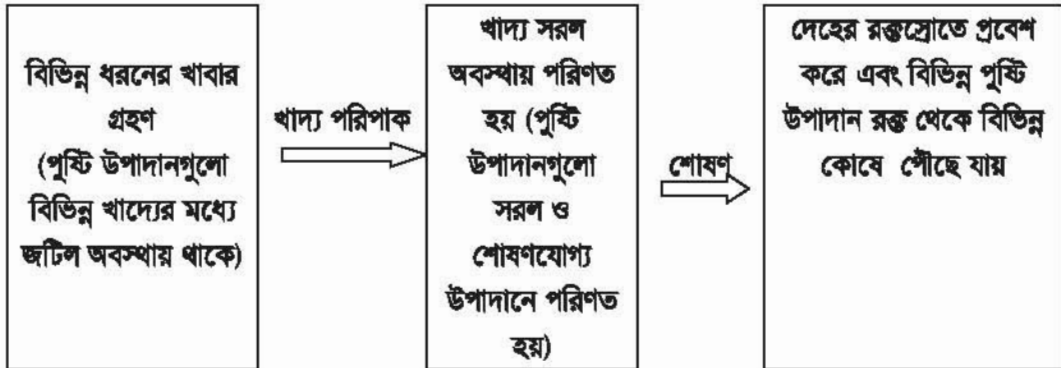 বিভিন্ন ধরনের খাবার
গ্রহণ
(পুষ্টি উপাদানগুলো
বিভিন্ন খাদ্যের মধ্যে
জটিল অবস্থায় থাকে)
খাদ্য পরিপাক
খাদ্য সরল
অবস্থায় পরিণত
হয় (পুষ্টি
উপাদানগুলো
সরল ও
শোষণযোগ্য
উপাদানে পরিণত
হয়)
শোষণ
দেহের রক্তস্রোতে প্রবেশ
করে এবং বিভিন্ন পুষ্টি
উপাদান রক্ত থেকে বিভিন্ন
কোষে পৌঁছে যায়